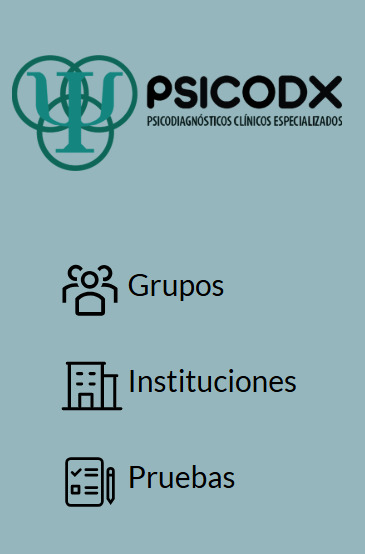 PSICODX
PSICODIAGNÓSTICOS CLÍNICOS ESPECIALIZADOS
Grupos
Instituciones
Pruebas